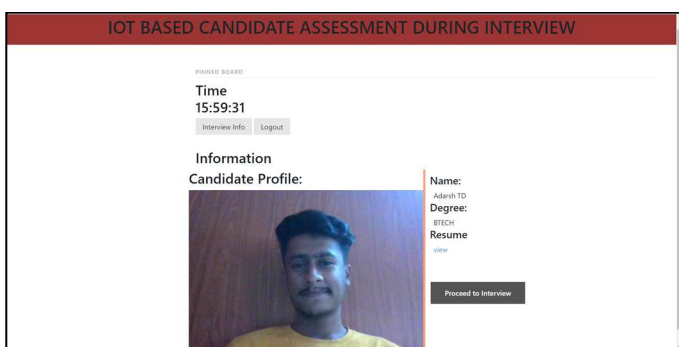 IOT BASED CANDIDATE ASSESSMENT DURING INTERVIEW
PINNED BOARD
Time
15:59:31
Interview Info Logout
Information
Candidate Profile:
Name:
Adarsh TD
Degree:
BTECH
Resume
view
Proceed to Interview